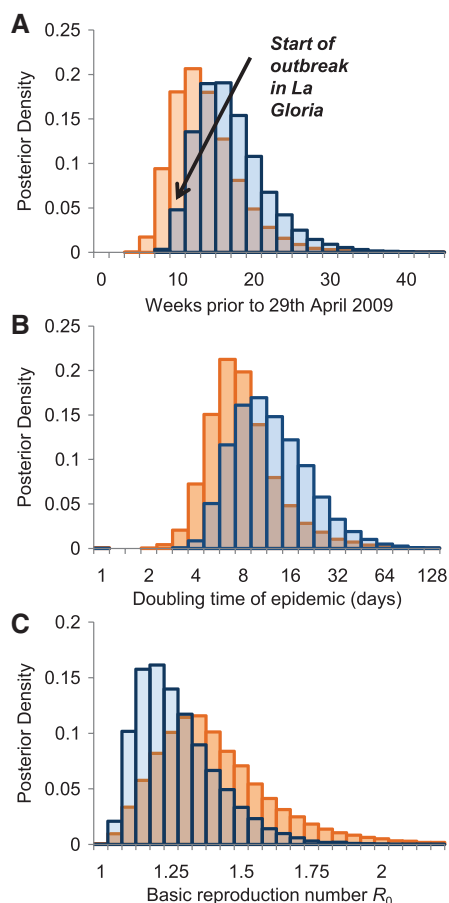 A
0.25
0.2
0.15
0.1
0.05
0
Posterior Density
Start of
outbreak
in La
Gloria
0 10 20 30 40
Weeks prior to 29th April 2009
B
0.25
0.2
0.15
0.1
0.05
0
Posterior Density
1 2 4 8 16 32 64 128
Doubling time of epidemic (days)
C
0.2
0.15
0.1
0.05
0
Posterior Density
1 1.25 1.5 1.75 2
Basic reproduction number R0